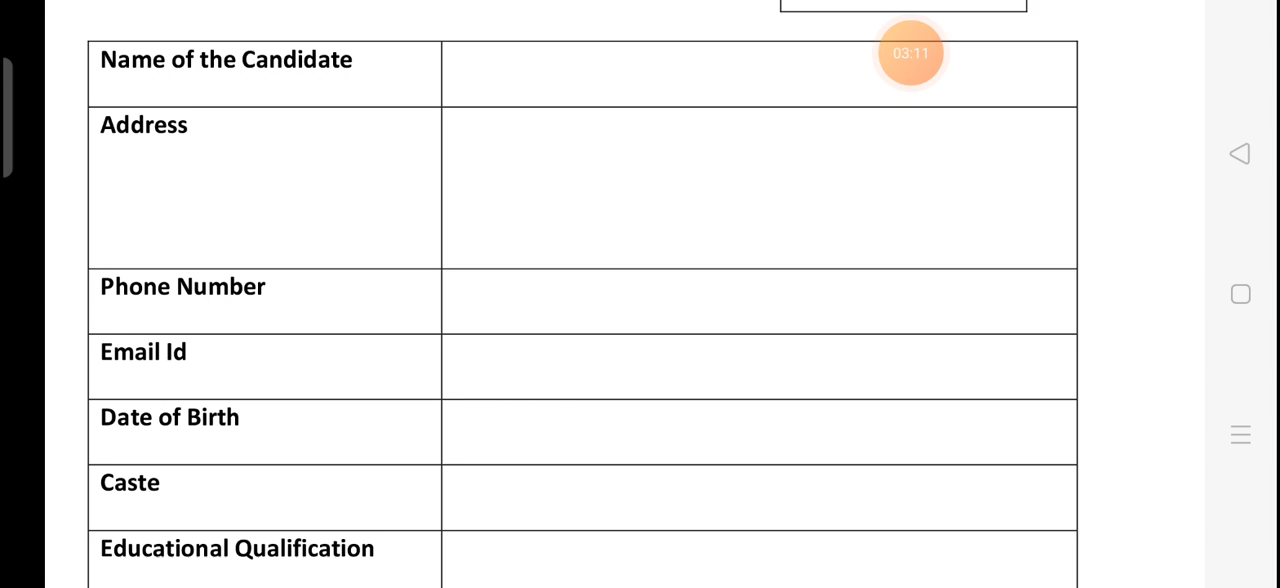 03:11
Name of the Candidate
Address
Phone Number
Email Id
Date of Birth
Caste
Educational Qualification